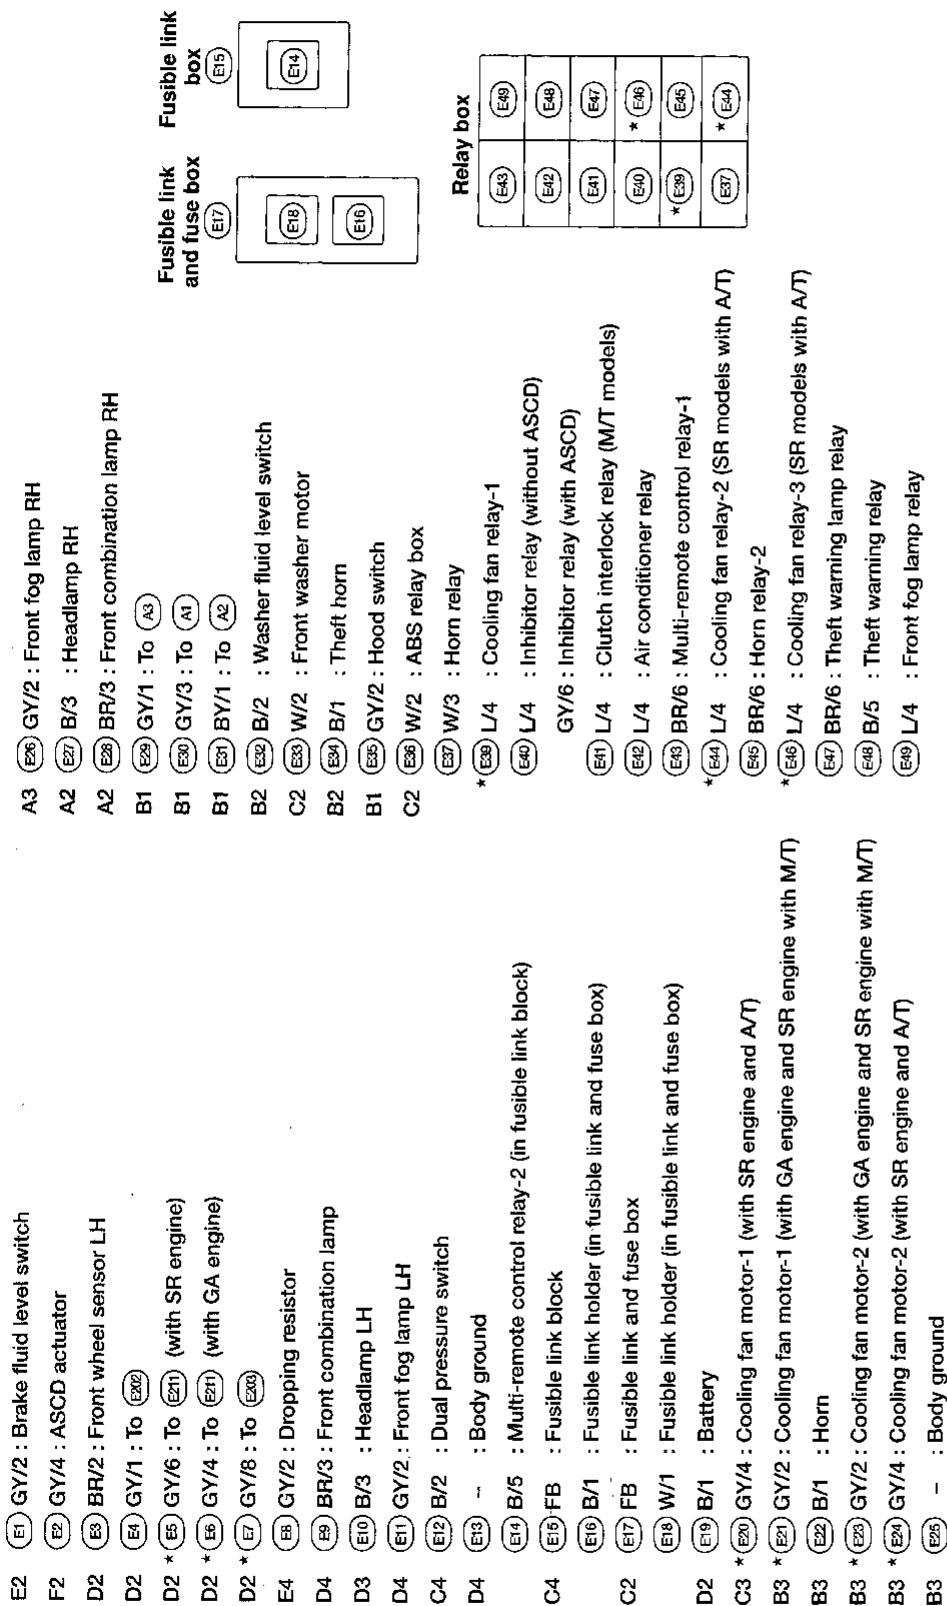 E2 E1 GY/2 : Brake fluid level switch
F2 E2 GY/4 : ASCD actuator
D2 E3 BR/2 : Front wheel sensor LH
D2 E4 GY/1 : To E202
D2 * E5 GY/6 : To E211 (with SR engine)
D2 * E6 GY/4 : To E211 (with GA engine)
D2 * E7 GY/8 : To E203
E4 E8 GY/2 : Dropping resistor
D4 E9 BR/3 : Front combination lamp
D3 E10 B/3 : Headlamp LH
D4 E11 GY/2 : Front fog lamp LH
C4 E12 B/2 : Dual pressure switch
D4 E13 – : Body ground
E14 B/5 : Multi-remote control relay-2 (in fusible link block)
C4 E15 FB : Fusible link block
E16 B/1 : Fusible link holder (in fusible link and fuse box)
C2 E17 FB : Fusible link and fuse box
E18 W/1 : Fusible link holder (in fusible link and fuse box)
D2 E19 B/1 : Battery
C3 * E20 GY/4 : Cooling fan motor-1 (with SR engine and A/T)
B3 * E21 GY/2 : Cooling fan motor-1 (with GA engine and SR engine with M/T)
B3 E22 B/1 : Horn
B3 * E23 GY/2 : Cooling fan motor-2 (with GA engine and SR engine with M/T)
B3 * E24 GY/4 : Cooling fan motor-2 (with SR engine and A/T)
B3 E25 – : Body ground
A3 E26 GY/2 : Front fog lamp RH
A2 E27 B/3 : Headlamp RH
A2 E28 BR/3 : Front combination lamp RH
B1 E29 GY/1 : To A3
B1 E30 GY/3 : To A1
B1 E31 BY/1 : To A2
B2 E32 B/2 : Washer fluid level switch
C2 E33 W/2 : Front washer motor
B2 E34 B/1 : Theft horn
B1 E35 GY/2 : Hood switch
C2 E36 W/2 : ABS relay box
E37 W/3 : Horn relay
* E39 L/4 : Cooling fan relay-1
E40 L/4 : Inhibitor relay (without ASCD)
GY/6 : Inhibitor relay (with ASCD)
E41 L/4 : Clutch interlock relay (M/T models)
E42 L/4 : Air conditioner relay
E43 BR/6 : Multi-remote control relay-1
* E44 L/4 : Cooling fan relay-2 (SR models with A/T)
E45 BR/6 : Horn relay-2
* E46 L/4 : Cooling fan relay-3 (SR models with A/T)
E47 BR/6 : Theft warning lamp relay
E48 B/5 : Theft warning relay
E49 L/4 : Front fog lamp relay
Fusible link
and fuse box
E17
E18
E16
Fusible link
box
E15
E14
Relay box
E43 E49
E42 E48
E41 E47
E40 * E46
* E39 E45
E37 * E44